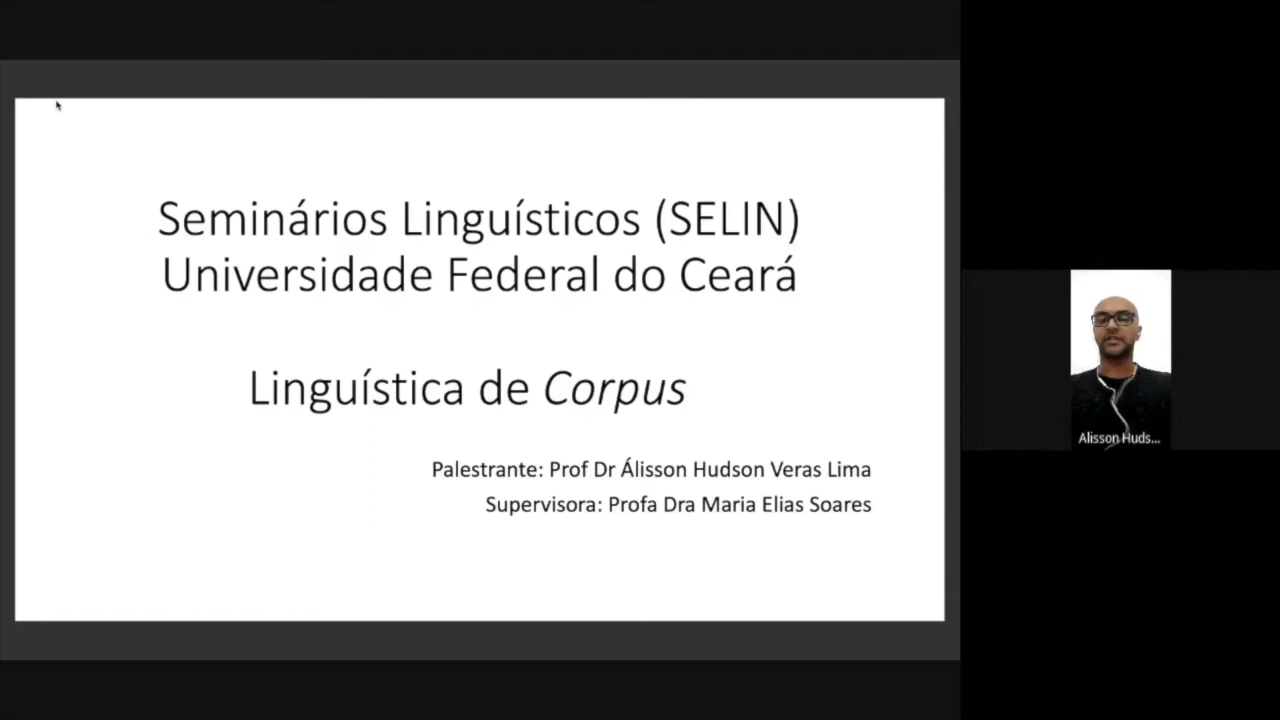 Seminários Linguísticos (SELIN)
Universidade Federal do Ceará
Linguística de Corpus
Palestrante: Prof Dr Álisson Hudson Veras Lima
Supervisora: Profa Dra Maria Elias Soares
Alisson Huds...